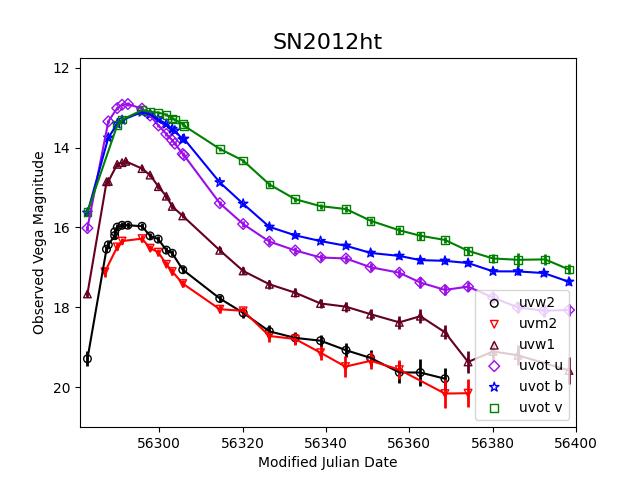 SN2012ht
Observed Vega Magnitude
12
14
16
18
20
uvw2
uvm2
uvw1
uvot u
uvot b
uvot v
56300 56320 56340 56360 56380 56400
Modified Julian Date